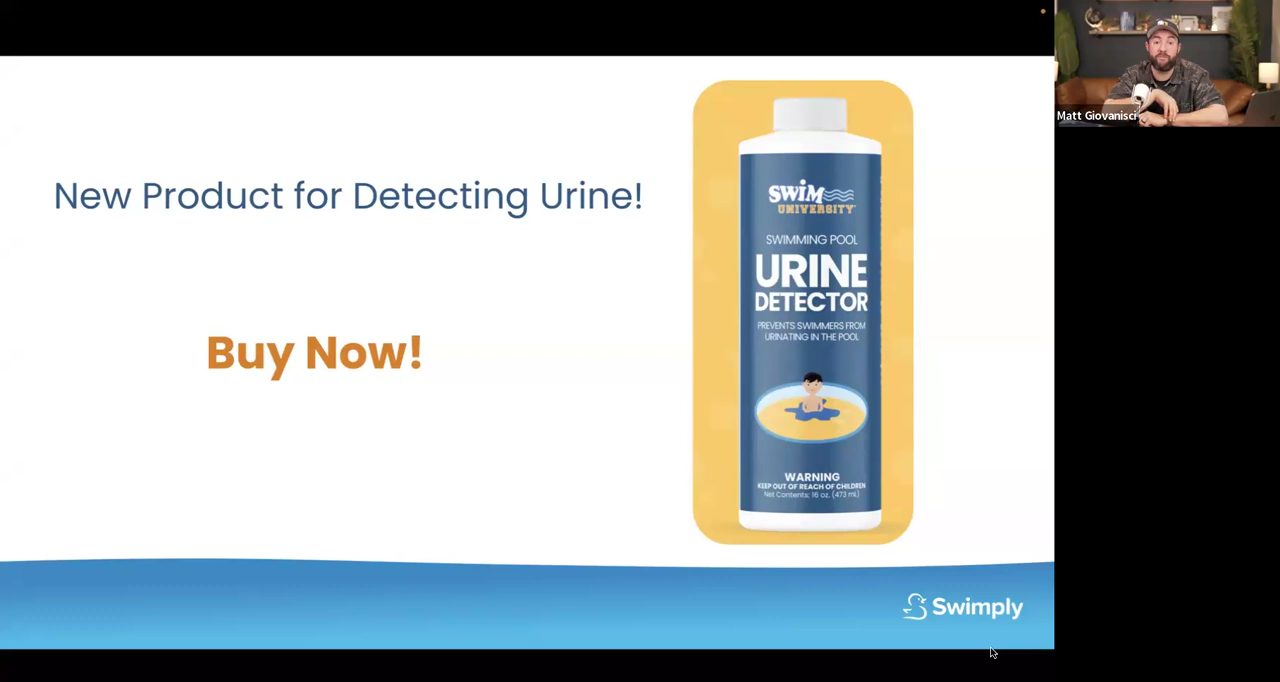 New Product for Detecting Urine!
Buy Now!
SWiM
UNIVERSITY
SWIMMING POOL
URINE
DETECTOR
PREVENTS SWIMMERS FROM
URINATING IN THE POOL
WARNING
KEEP OUT OF REACH OF CHILDREN
Net Contents: 16 oz. (473 mL)
Swimply
Matt Giovanisci